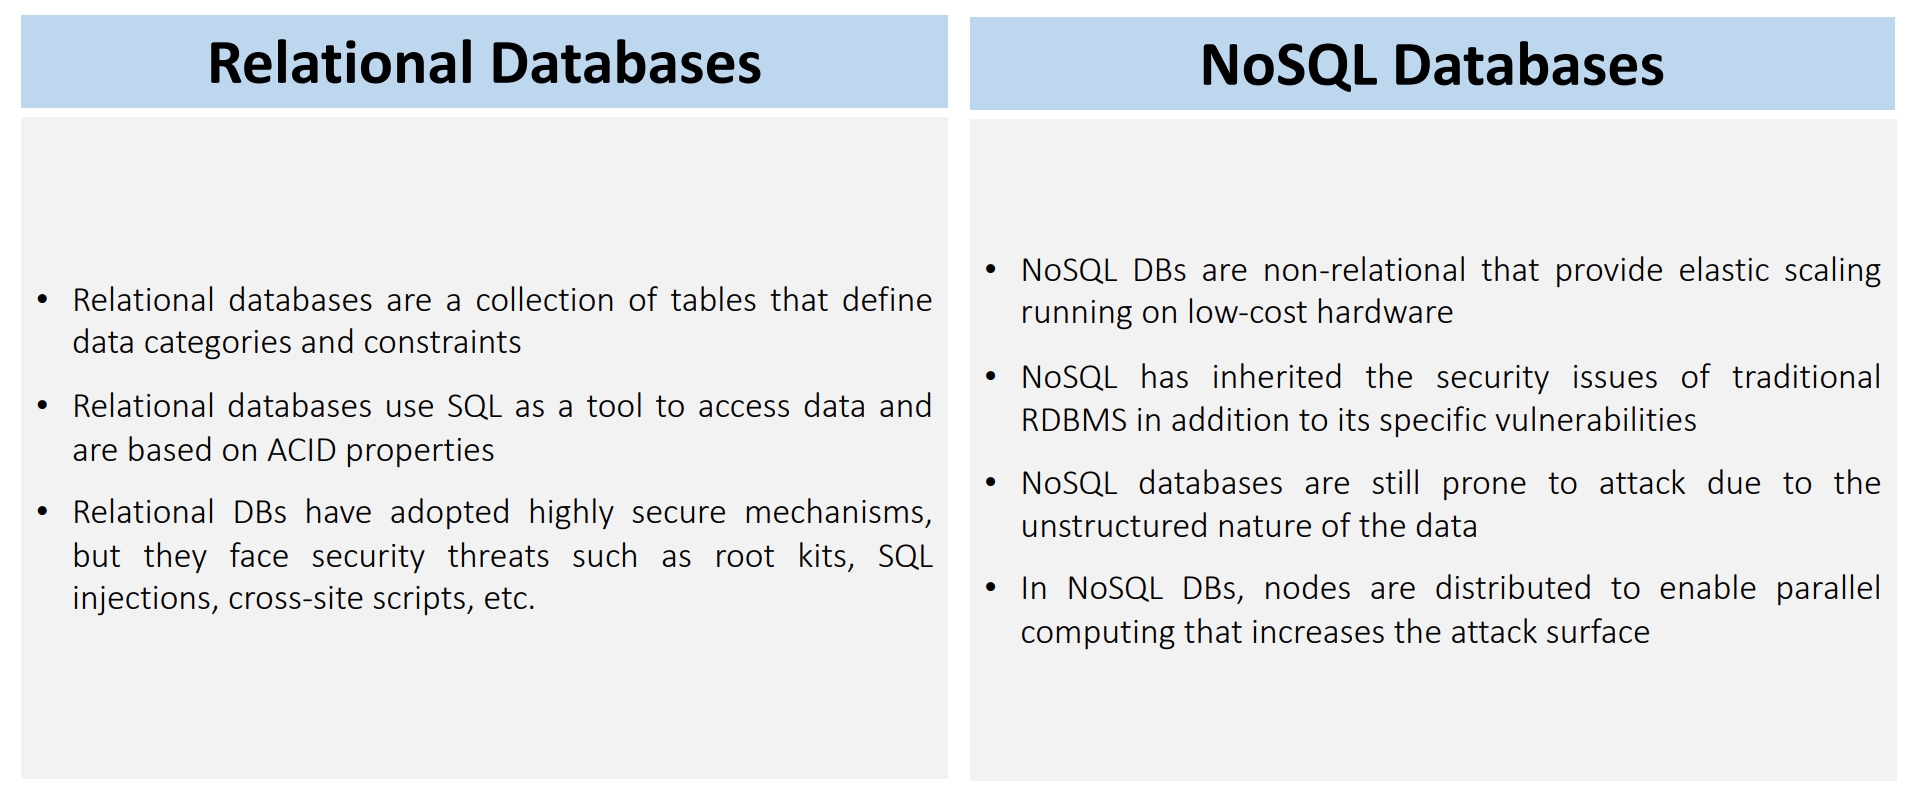 Relational Databases
• Relational databases are a collection of tables that define
data categories and constraints
• Relational databases use SQL as a tool to access data and
are based on ACID properties
• Relational DBs have adopted highly secure mechanisms,
but they face security threats such as root kits, SQL
injections, cross-site scripts, etc.
NoSQL Databases
• NoSQL DBs are non-relational that provide elastic scaling
running on low-cost hardware
• NoSQL has inherited the security issues of traditional
RDBMS in addition to its specific vulnerabilities
• NoSQL databases are still prone to attack due to the
unstructured nature of the data
• In NoSQL DBs, nodes are distributed to enable parallel
computing that increases the attack surface